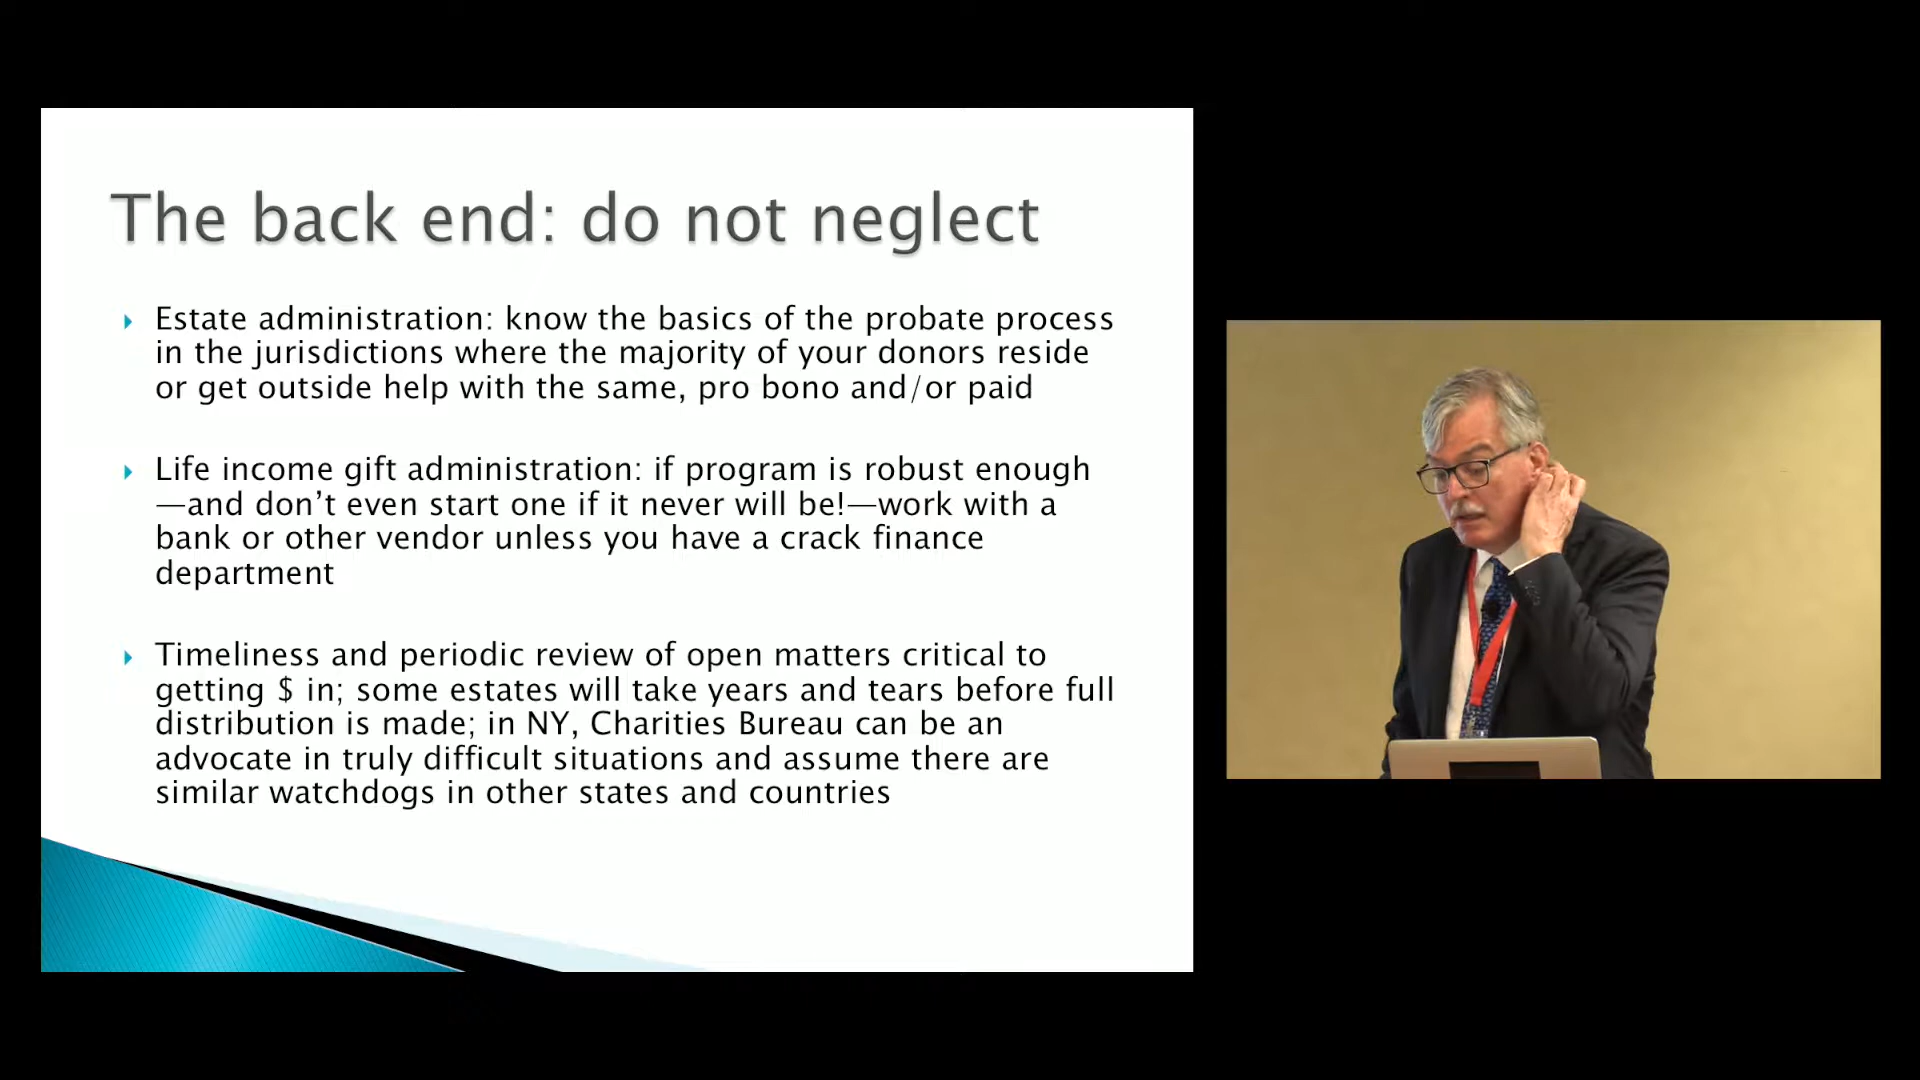 The back end: do not neglect
Estate administration: know the basics of the probate process
in the jurisdictions where the majority of your donors reside
or get outside help with the same, pro bono and/or paid
Life income gift administration: if program is robust enough
—and don’t even start one if it never will be!—work with a
bank or other vendor unless you have a crack finance
department
Timeliness and periodic review of open matters critical to
getting $ in; some estates will take years and tears before full
distribution is made; in NY, Charities Bureau can be an
advocate in truly difficult situations and assume there are
similar watchdogs in other states and countries